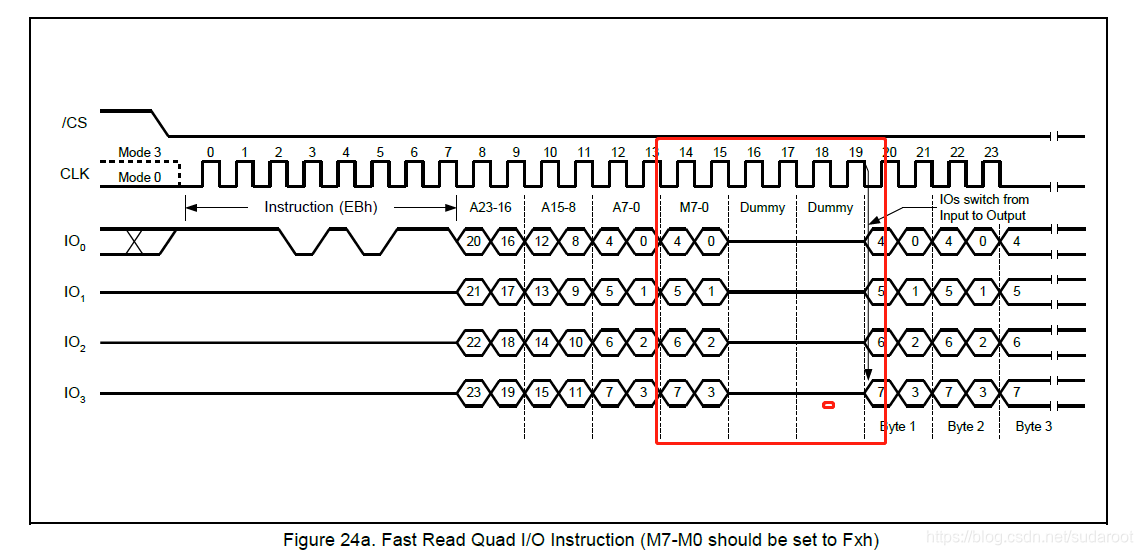 /CS
Mode 3 0 1 2 3 4 5 6 7 8 9 10 11 12 13 14 15 16 17 18 19 20 21 22 23
CLK Mode 0
Instruction (EBh) A23-16 A15-8 A7-0 M7-0 Dummy Dummy IOs switch from
Input to Output
IO0 20 16 12 8 4 0 4 0 4 0 4 0 4
IO1 21 17 13 9 5 1 5 1 5 1 5 1 5
IO2 22 18 14 10 6 2 6 2 6 2 6 2 6
IO3 23 19 15 11 7 3 7 3 7 3 7 3 7
Byte 1 Byte 2 Byte 3
Figure 24a. Fast Read Quad I/O Instruction (M7-M0 should be set to Fxh)
https://blog.csdn.net/sudaroot